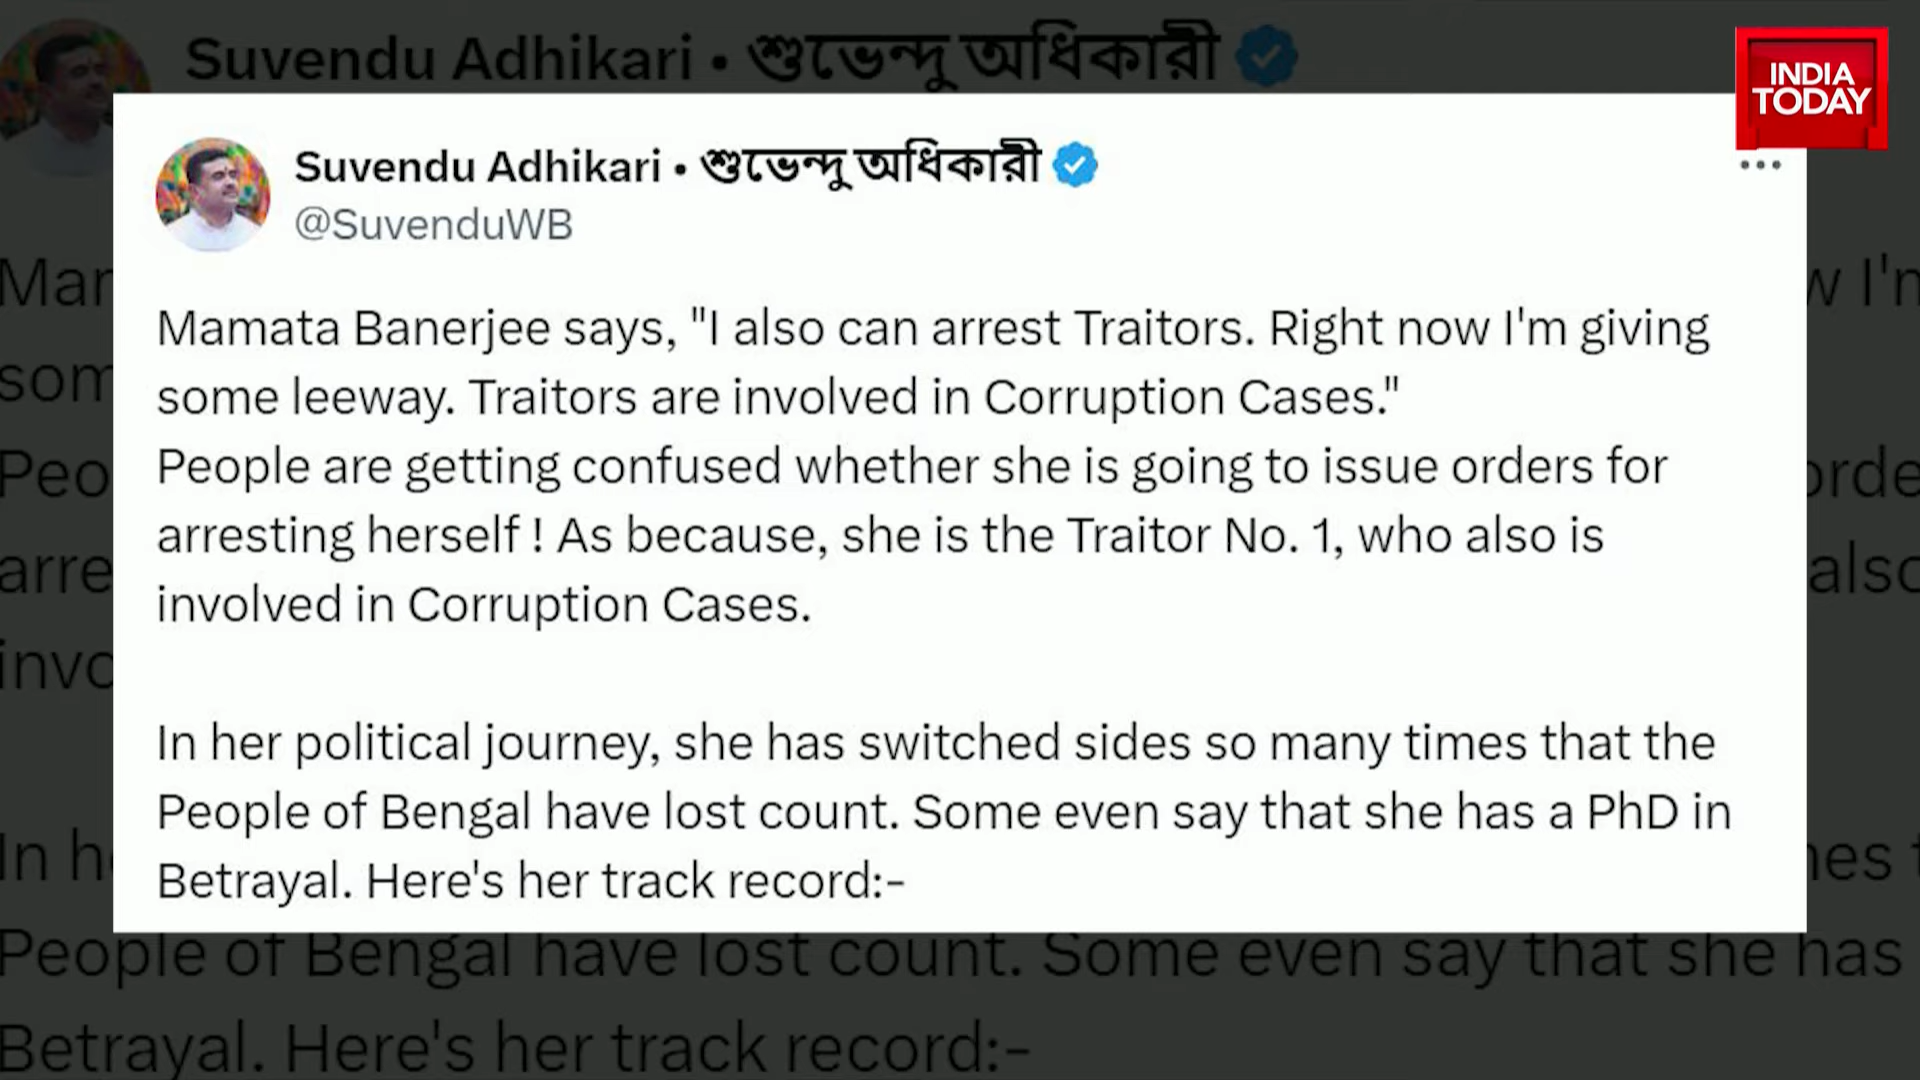 Suvendu Adhikari • শুভেন্দু অধিকারী
INDIA
TODAY
Suvendu Adhikari • শুভেন্দু অধিকারী
@SuvenduWB
Mamata Banerjee says, "I also can arrest Traitors. Right now I'm giving
some leeway. Traitors are involved in Corruption Cases."
People are getting confused whether she is going to issue orders for
arresting herself ! As because, she is the Traitor No. 1, who also is
involved in Corruption Cases.
In her political journey, she has switched sides so many times that the
People of Bengal have lost count. Some even say that she has a PhD in
Betrayal. Here's her track record:-
People of Bengal have lost count. Some even say that she has
Betrayal. Here's her track record:-